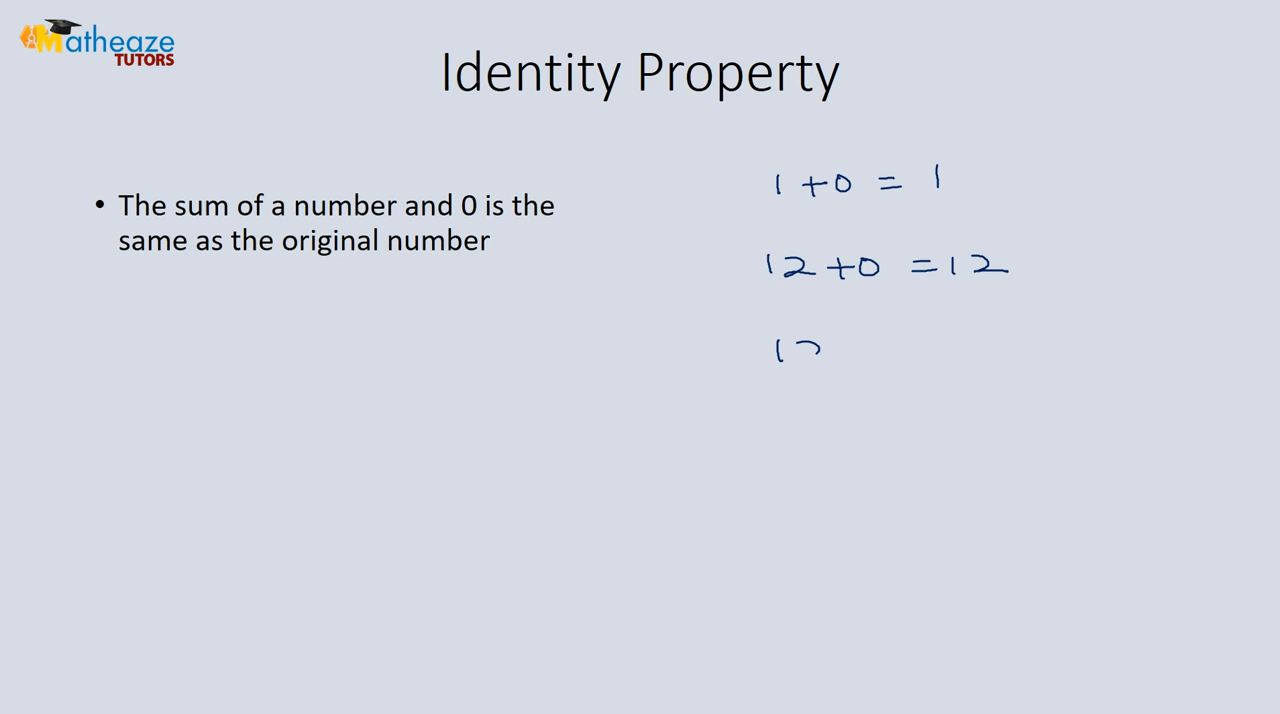 Matheaze
TUTORS
Identity Property
• The sum of a number and 0 is the
same as the original number
1 + 0 = 1
12 + 0 = 12
1